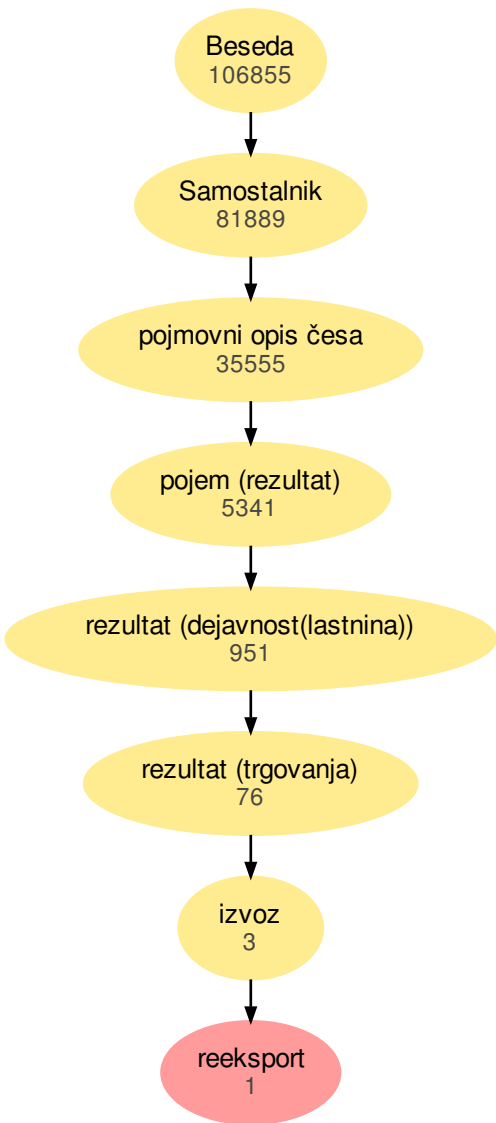 Beseda
106855
Samostalnik
81889
pojmovni opis česa
35555
pojem (rezultat)
5341
rezultat (dejavnost(lastnina))
951
rezultat (trgovanja)
76
izvoz
3
reeksport
1